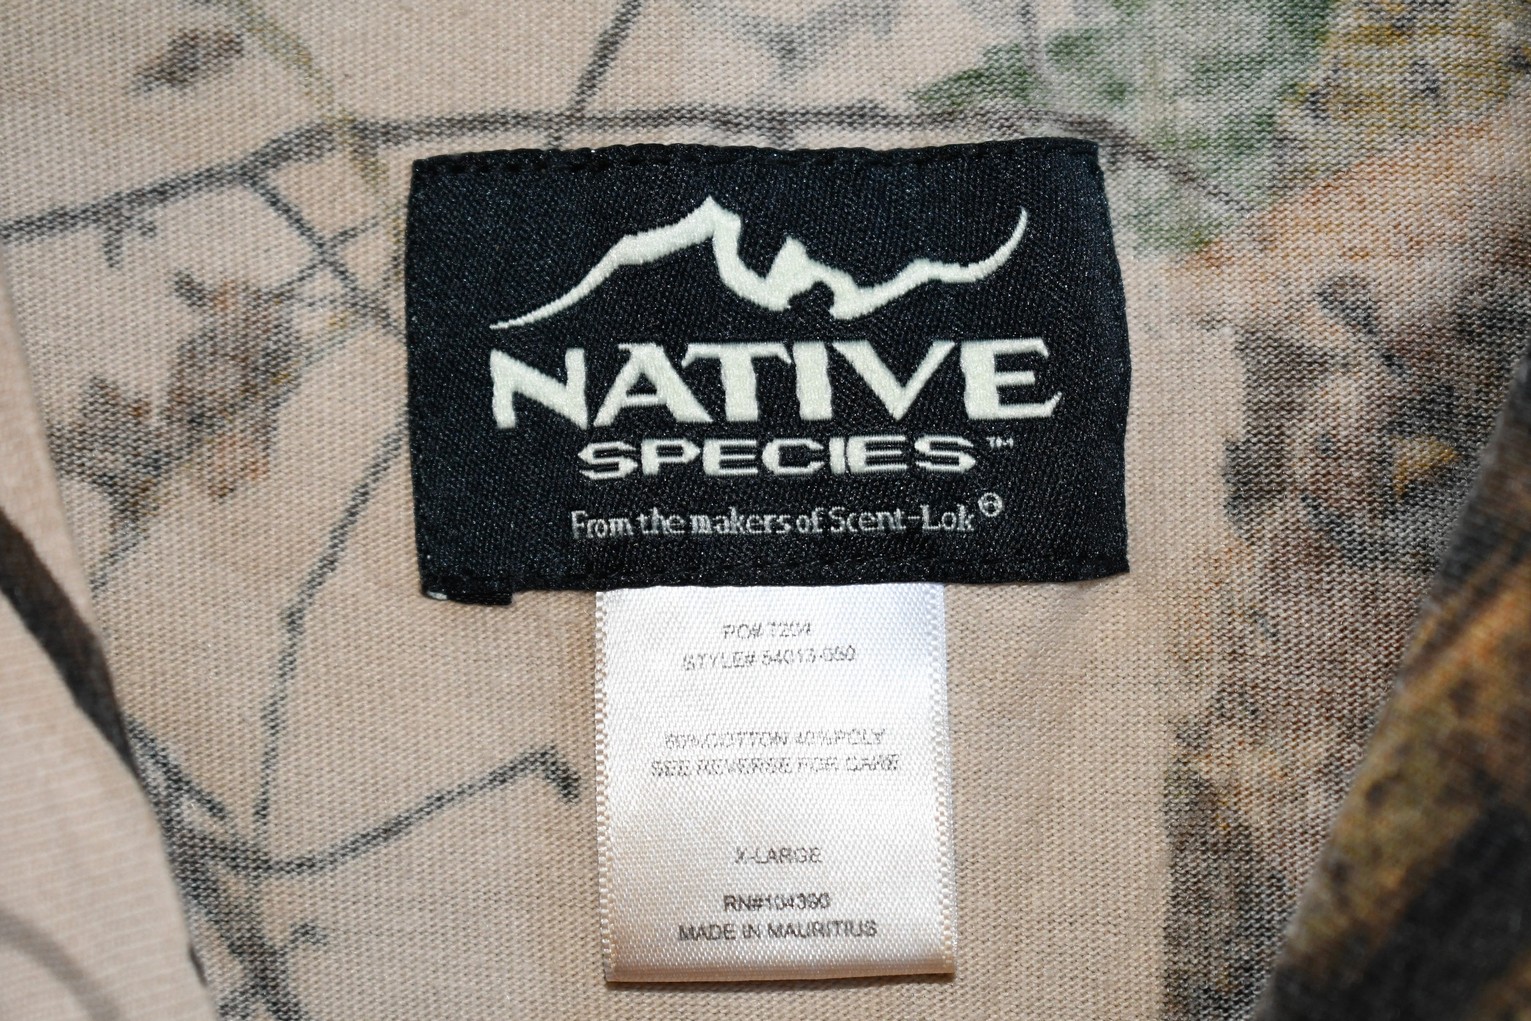 NATIVE
SPECIES™
From the makers of Scent-Lok®
PO# 7204
STYLE# 54013-050
60% COTTON 40% POLY
SEE REVERSE FOR CARE
X-LARGE
RN#104390
MADE IN MAURITIUS